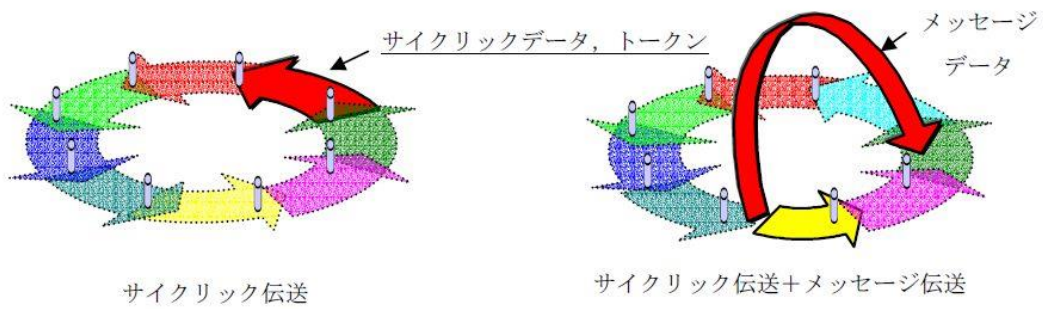 サイクリックデータ，トークン
メッセージ
データ
サイクリック伝送
サイクリック伝送＋メッセージ伝送